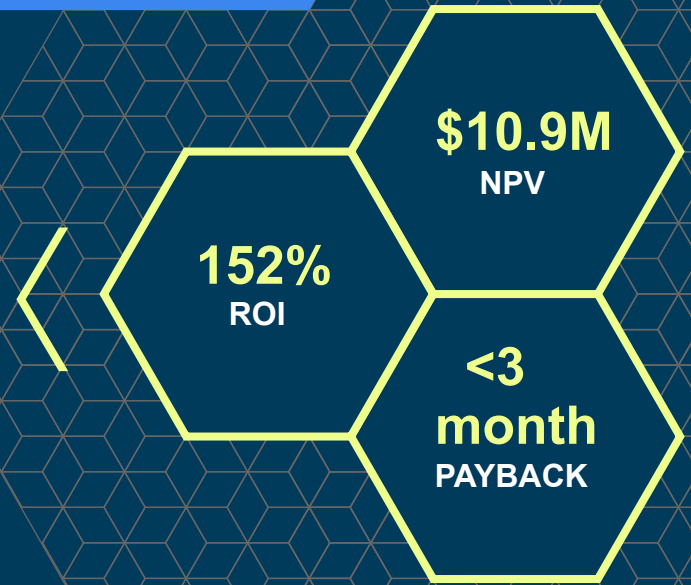 $10.9M
NPV
152%
ROI
<3
month
PAYBACK